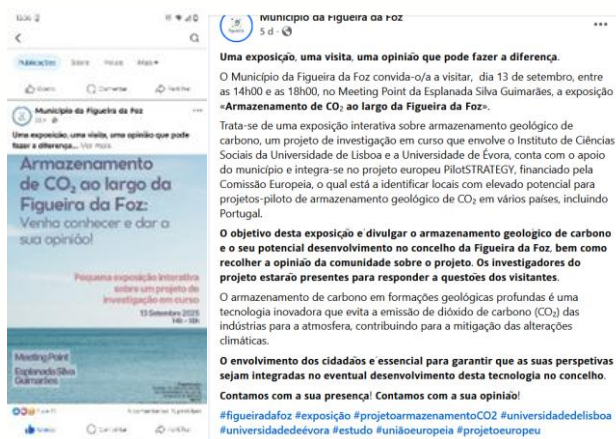 Publicações Sobre Fotos Mais
Gosto Comentar Partilhar
Município da Figueira da Foz
Uma exposição, uma visita, uma opinião que pode
fazer a diferença... Ver mais
Armazenamento
de CO₂ ao largo da
Figueira da Foz:
Venha conhecer e dar a
sua opinião!
Pequena exposição interativa
sobre um projeto de
investigação em curso
13 Setembro 2025
14h - 18h
Meeting Point
Esplanada Silva
Guimarães
Gosto Comentar Partilhar
Município da Figueira da Foz
5 d ·
Uma exposição, uma visita, uma opinião que pode fazer a diferença.
O Município da Figueira da Foz convida-o/a a visitar, dia 13 de setembro, entre
as 14h00 e as 18h00, no Meeting Point da Esplanada Silva Guimarães, a exposição
«Armazenamento de CO₂ ao largo da Figueira da Foz».
Trata-se de uma exposição interativa sobre armazenamento geológico de
carbono, um projeto de investigação em curso que envolve o Instituto de Ciências
Sociais da Universidade de Lisboa e a Universidade de Évora, conta com o apoio
do município e integra-se no projeto europeu PilotSTRATEGY, financiado pela
Comissão Europeia, o qual está a identificar locais com elevado potencial para
projetos-piloto de armazenamento geológico de CO₂ em vários países, incluindo
Portugal.
O objetivo desta exposição é divulgar o armazenamento geologico de carbono
e o seu potencial desenvolvimento no concelho da Figueira da Foz, bem como
recolher a opinião da comunidade sobre o projeto. Os investigadores do
projeto estarão presentes para responder a questões dos visitantes.
O armazenamento de carbono em formações geológicas profundas é uma
tecnologia inovadora que evita a emissão de dióxido de carbono (CO₂) das
indústrias para a atmosfera, contribuindo para a mitigação das alterações
climáticas.
O envolvimento dos cidadãos é essencial para garantir que as suas perspetivas
sejam integradas no eventual desenvolvimento desta tecnologia no concelho.
Contamos com a sua presença! Contamos com a sua opinião!
#figueiradafoz #exposição #projetoarmazenamentoCO2 #universidadedelisboa
#universidadedeévora #estudo #uniãoeuropeia #projetoeuropeu